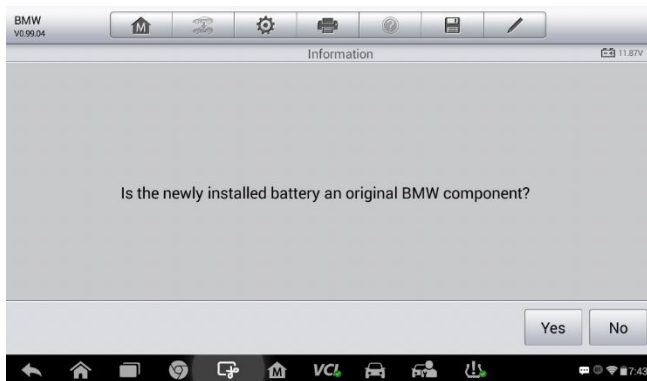 BMW
V0.99.04
M
Information
11.87V
Is the newly installed battery an original BMW component?
Yes
No
M
VCI
7:43